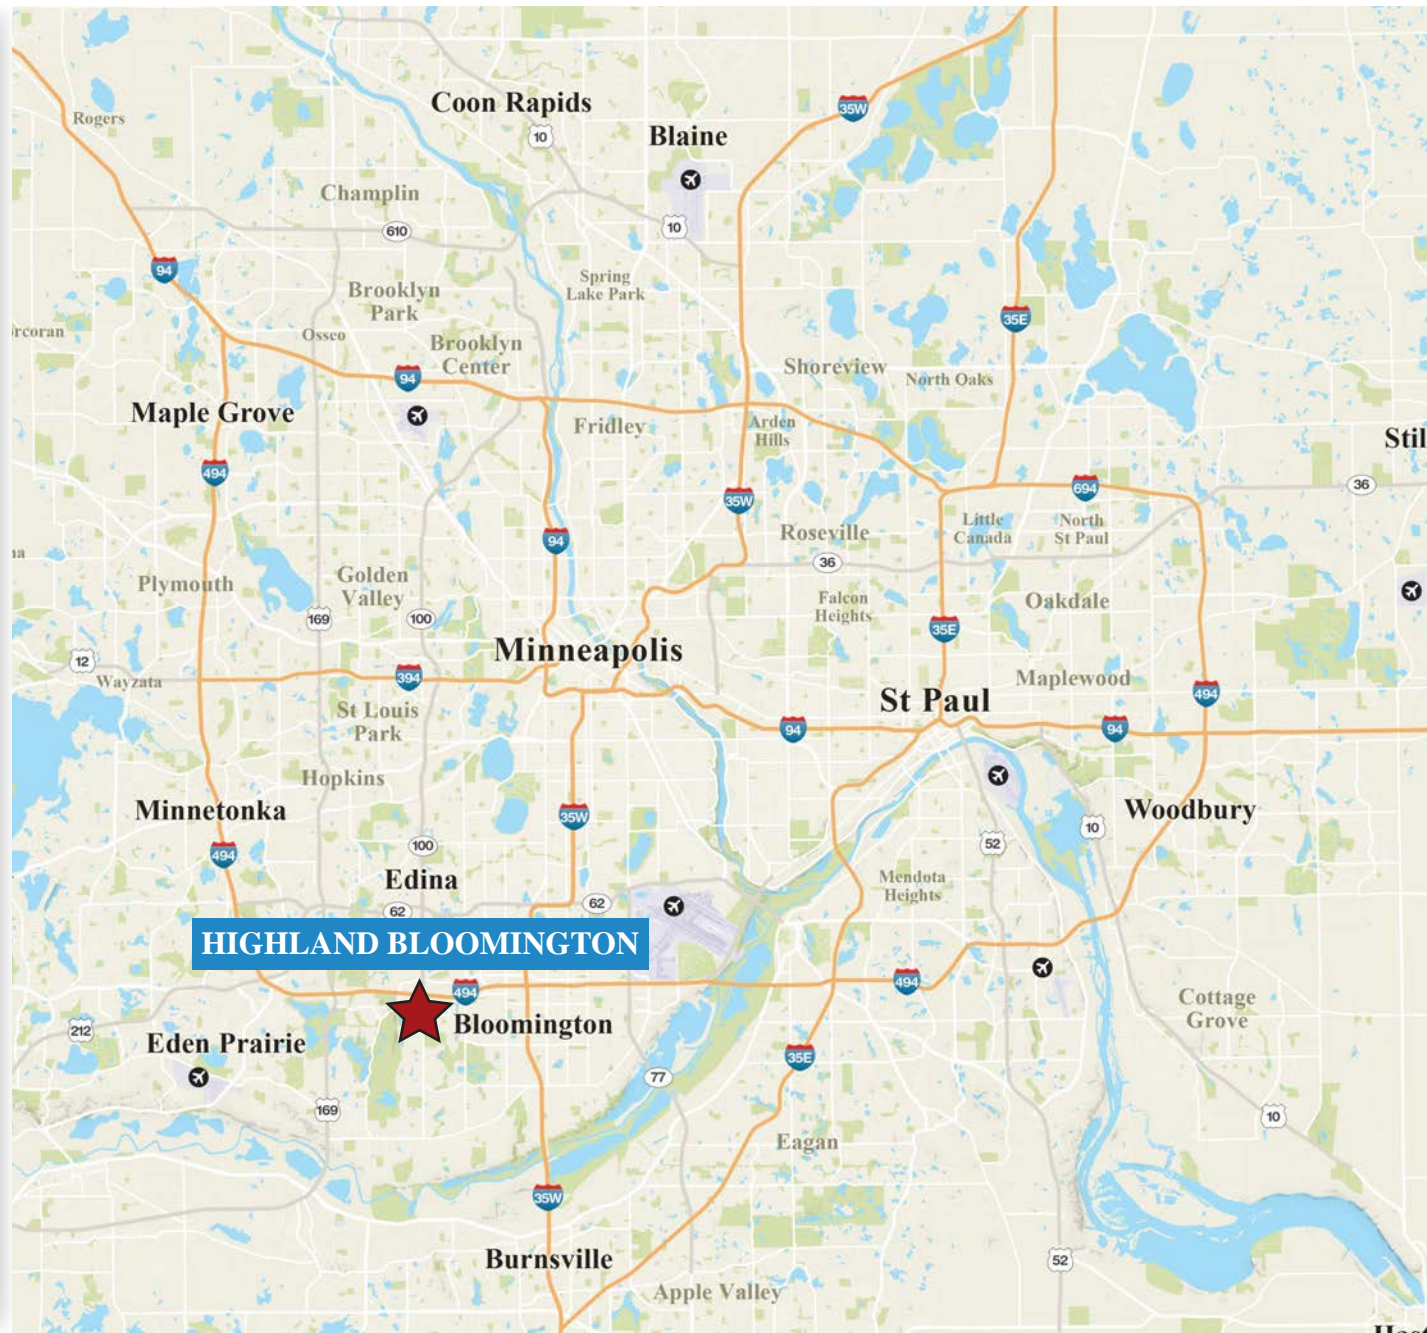 Coon Rapids
35W
Rogers
10
Blaine
Champlin
10
610
94
Spring
Lake Park
Brooklyn
Park
35E
Osseo
Brooklyn
Center
Shoreview
North Oaks
94
Maple Grove
Fridley
Arden
Hills
494
36
694
35W
Little
Canada
North
St Paul
Roseville
94
36
Plymouth
Golden
Valley
Falcon
Heights
Oakdale
169
100
35E
Minneapolis
12
Wayzata
394
Maplewood
494
St Paul
St Louis
Park
94
94
Hopkins
Minnetonka
Woodbury
35W
10
100
52
494
Edina
Mendota
Heights
62
62
HIGHLAND BLOOMINGTON
494
494
Cottage
Grove
Bloomington
212
Eden Prairie
35E
77
169
10
Eagan
35W
Burnsville
52
Apple Valley